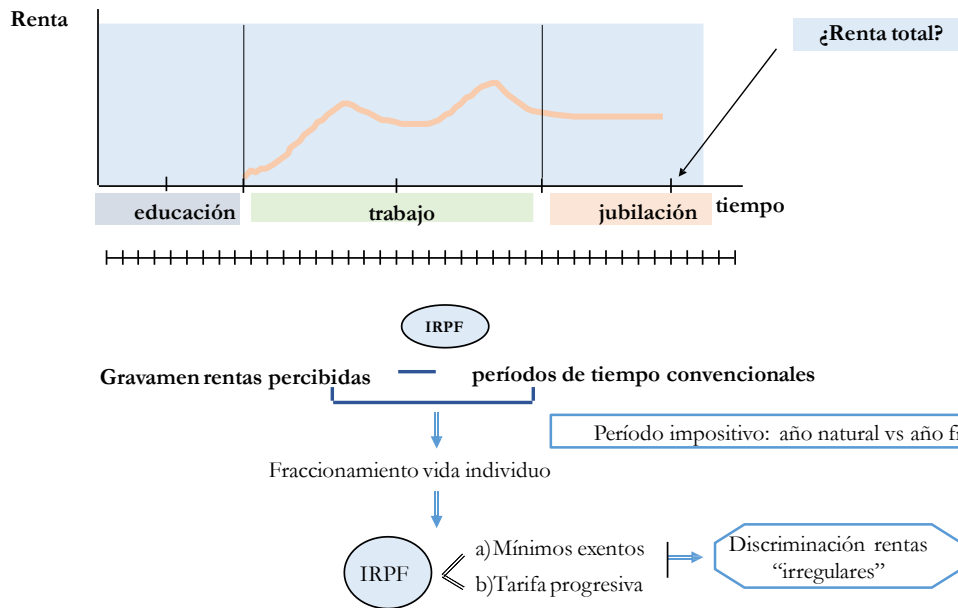 Renta
¿Renta total?
educación
trabajo
jubilación
tiempo
IRPF
Gravamen rentas percibidas
períodos de tiempo convencionales
Período impositivo: año natural vs año
Fraccionamiento vida individuo
IRPF
a)Mínimos exentos
b)Tarifa progresiva
Discriminación rentas
“irregulares”